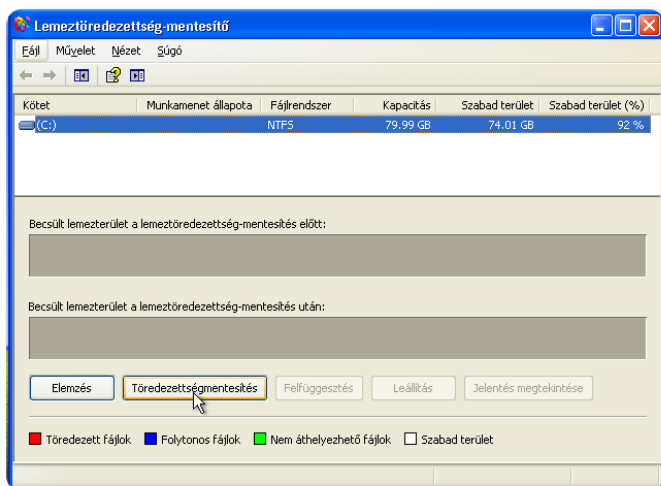 Lemeztöredezettség-mentesítő
Fájl Művelet Nézet Súgó
Kötet Munkamenet állapota Fájlrendszer Kapacitás Szabad terület Szabad terület (%)
(C:) NTFS 79.99 GB 74.01 GB 92 %
Becsült lemezterület a lemeztöredezettség-mentesítés előtt:
Becsült lemezterület a lemeztöredezettség-mentesítés után:
Elemzés Töredezettségmentesítés Felfüggesztés Leállítás Jelentés megtekintése
Töredezett fájlok Folytonos fájlok Nem áthelyezhető fájlok Szabad terület